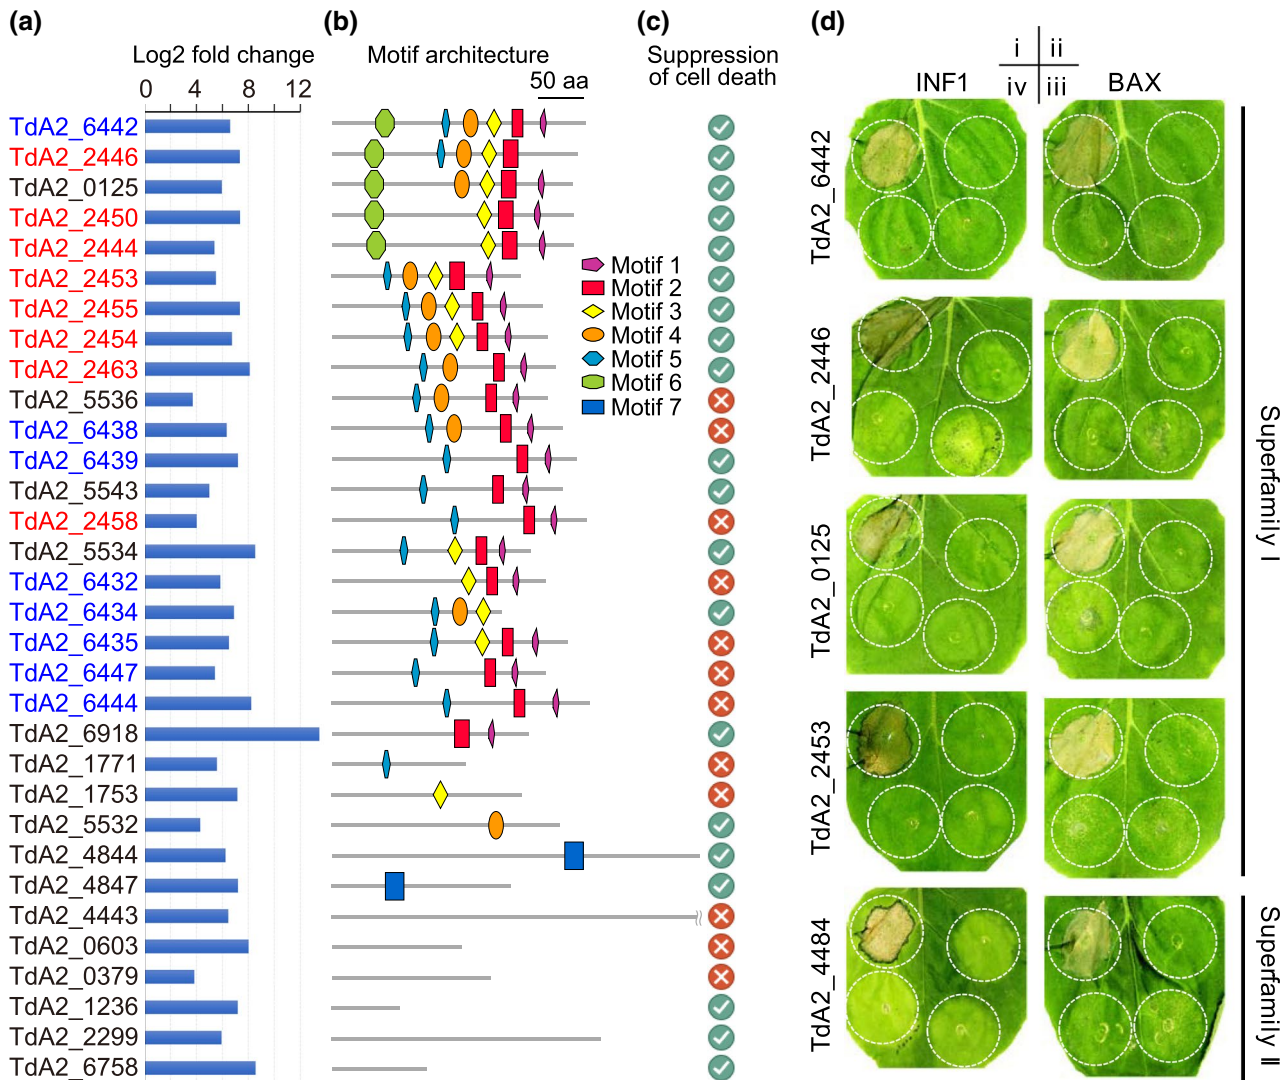 (a)
Log2 fold change
0 4 8 12
TdA2_6442
TdA2_2446
TdA2_0125
TdA2_2450
TdA2_2444
TdA2_2453
TdA2_2455
TdA2_2454
TdA2_2463
TdA2_5536
TdA2_6438
TdA2_6439
TdA2_5543
TdA2_2458
TdA2_5534
TdA2_6432
TdA2_6434
TdA2_6435
TdA2_6447
TdA2_6444
TdA2_6918
TdA2_1771
TdA2_1753
TdA2_5532
TdA2_4844
TdA2_4847
TdA2_4443
TdA2_0603
TdA2_0379
TdA2_1236
TdA2_2299
TdA2_6758
(b)
Motif architecture
50 aa
Motif 1
Motif 2
Motif 3
Motif 4
Motif 5
Motif 6
Motif 7
(c)
Suppression
of cell death
(d)
i ii
iv iii
INF1 BAX
TdA2_6442
TdA2_2446
TdA2_0125
TdA2_2453
TdA2_4484
Superfamily I
Superfamily II